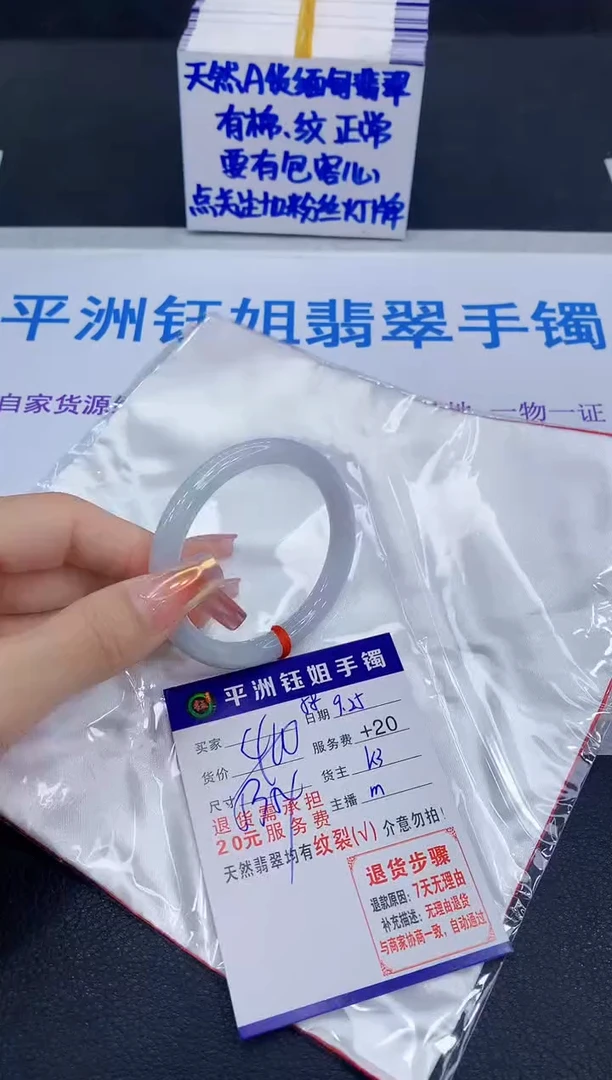 天然A货缅甸翡翠
有棉、纹正常
要有包容心
点关注加粉丝灯牌
平洲钰姐翡翠手镯
自家货源
一物一证
钰 平洲钰姐手镯
日期 9.25
买家
服务费 +20
货价
货主 K3
尺寸
主播 m
退货需承担
20元服务费
天然翡翠均有纹裂(√)介意勿拍!
退货步骤
退款原因:7天无理由
补充描述:无理由退货
与商家协商一致,自动通过